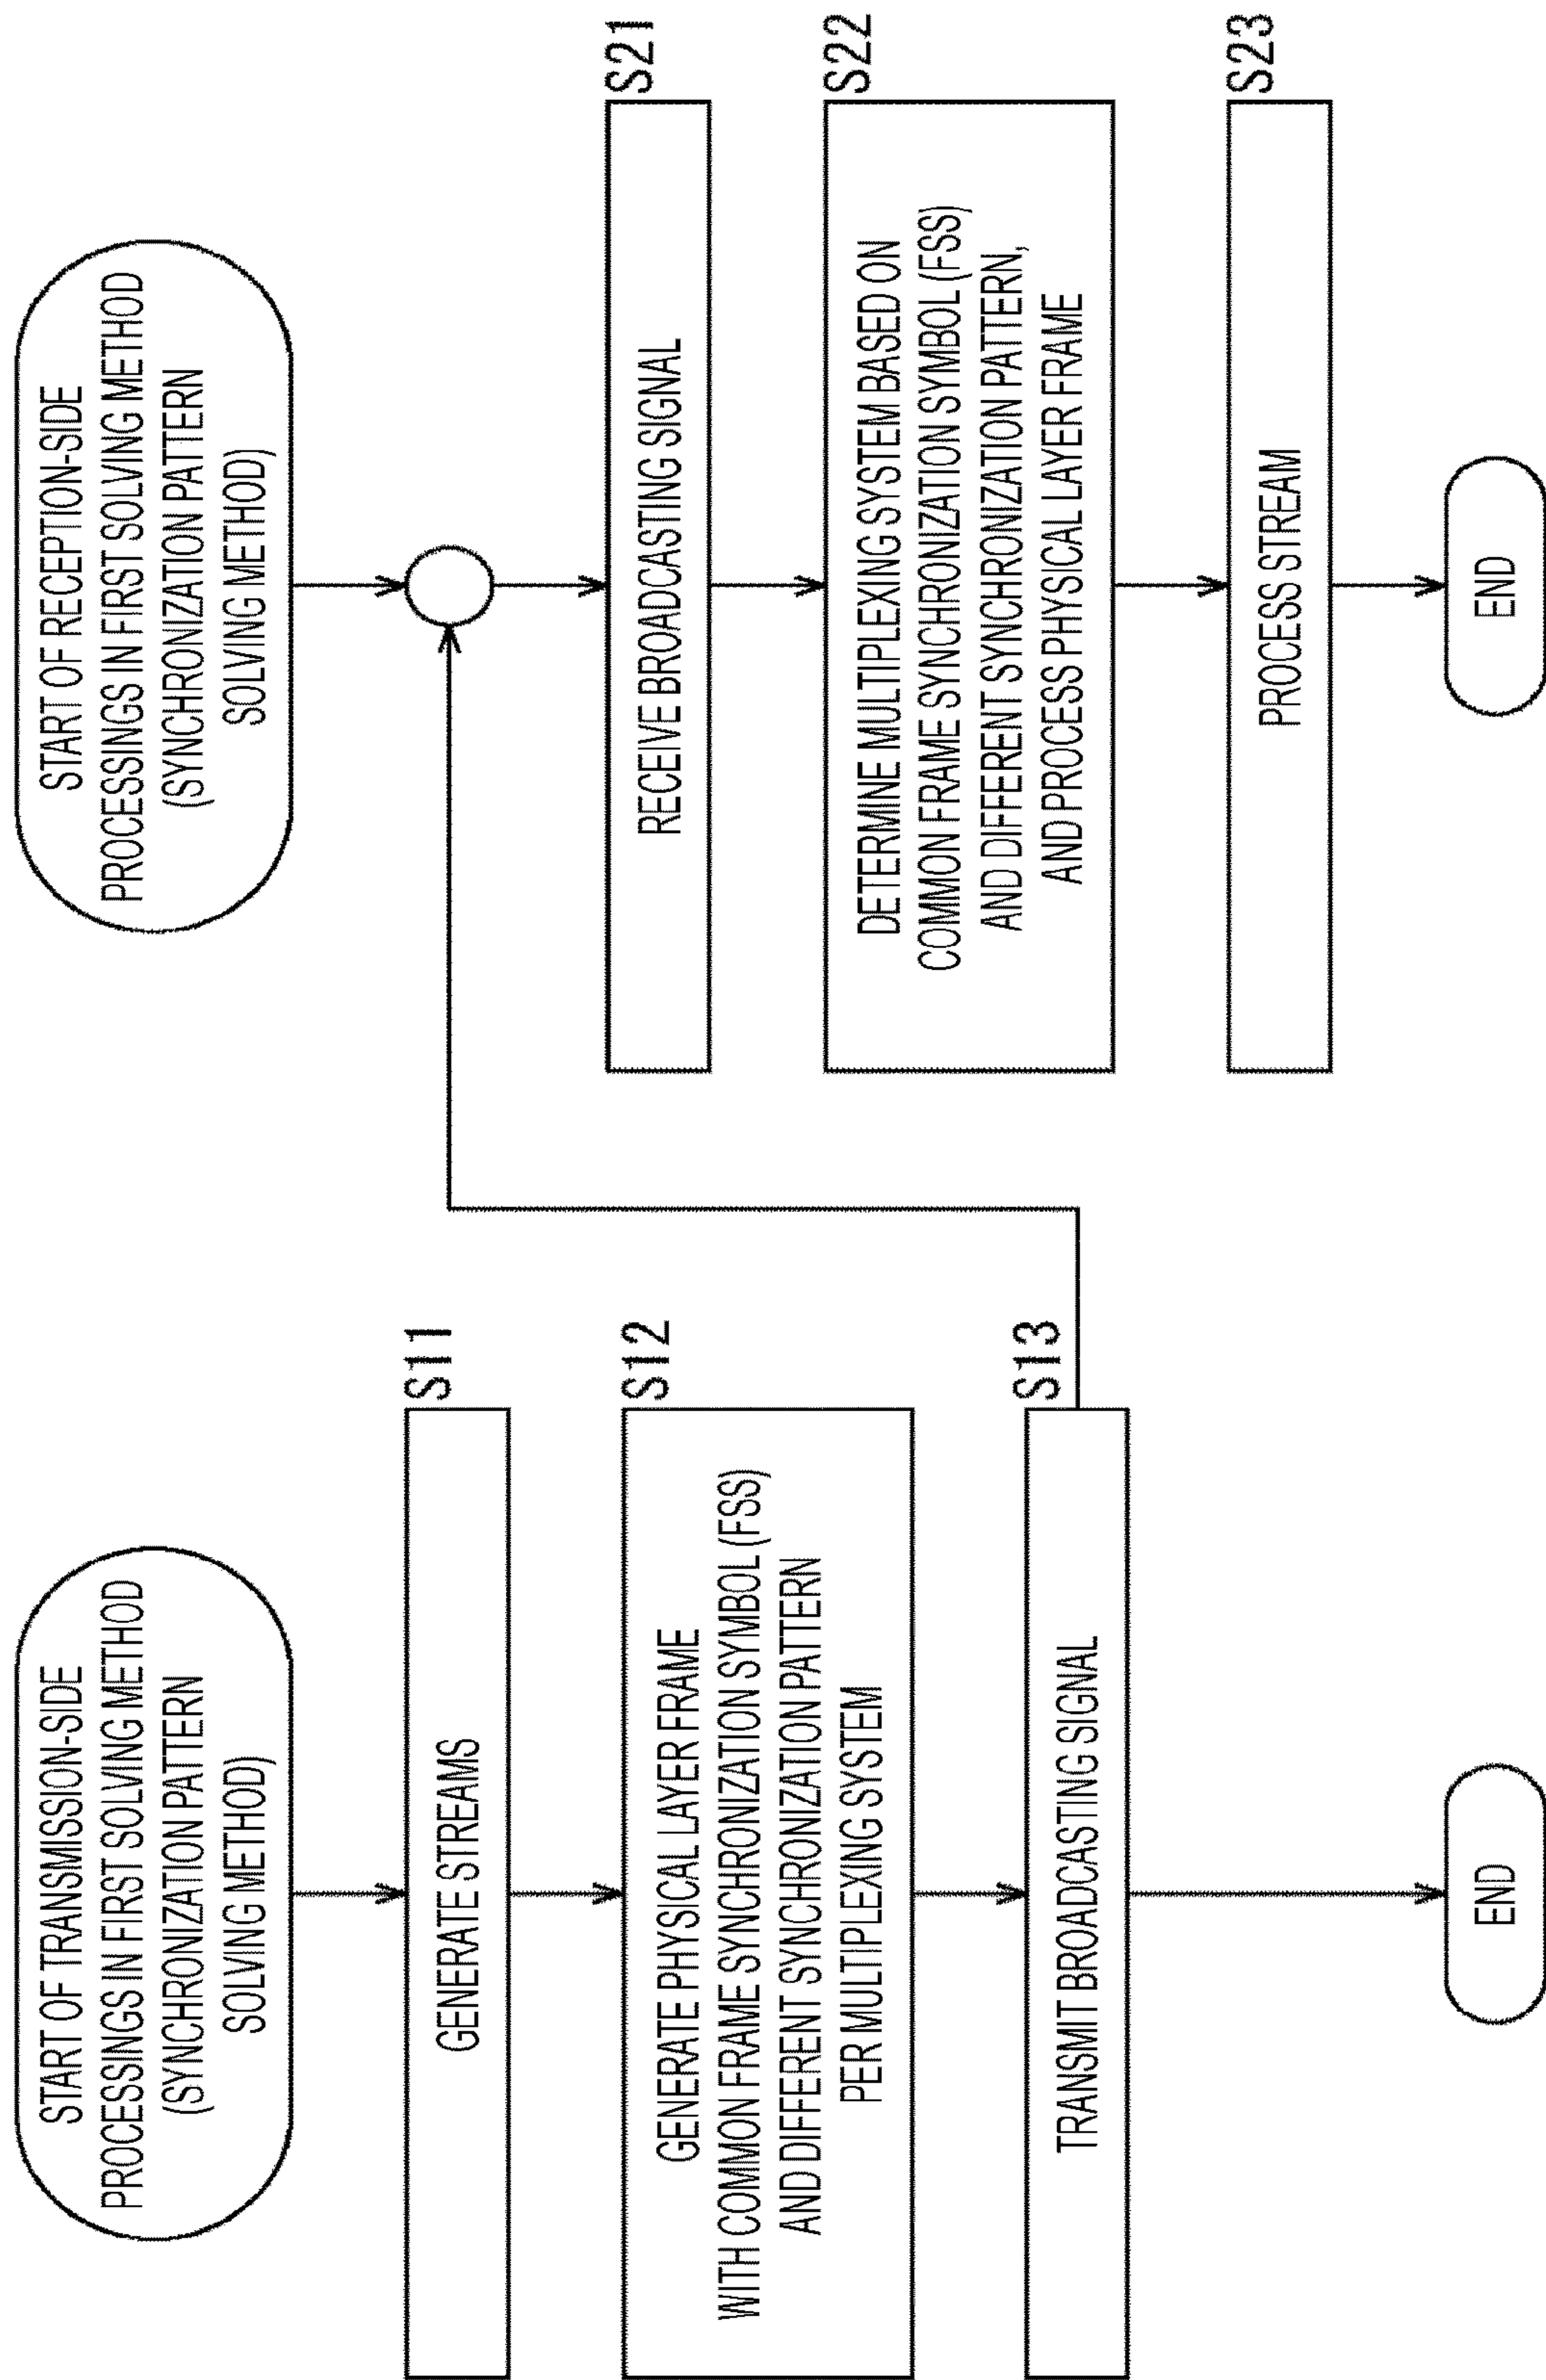 START OF TRANSMISSION-SIDE
PROCESSINGS IN FIRST SOLVING METHOD
(SYNCHRONIZATION PATTERN
SOLVING METHOD)
S11
GENERATE STREAMS
S12
GENERATE PHYSICAL LAYER FRAME
WITH COMMON FRAME SYNCHRONIZATION SYMBOL (FSS)
AND DIFFERENT SYNCHRONIZATION PATTERN
PER MULTIPLEXING SYSTEM
S13
TRANSMIT BROADCASTING SIGNAL
END
START OF RECEPTION-SIDE
PROCESSINGS IN FIRST SOLVING METHOD
(SYNCHRONIZATION PATTERN
SOLVING METHOD)
S21
RECEIVE BROADCASTING SIGNAL
S22
DETERMINE MULTIPLEXING SYSTEM BASED ON
COMMON FRAME SYNCHRONIZATION SYMBOL (FSS)
AND DIFFERENT SYNCHRONIZATION PATTERN,
AND PROCESS PHYSICAL LAYER FRAME
S23
PROCESS STREAM
END